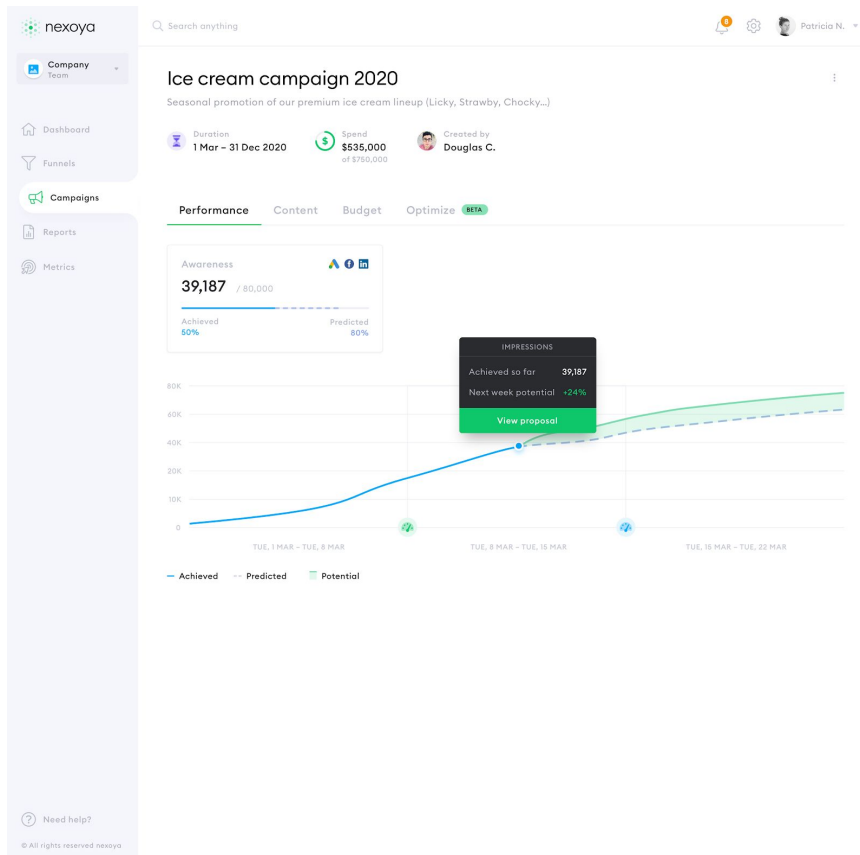 nexoya
Search anything
8
Patricia N.
Company
Team
Dashboard
Funnels
Campaigns
Reports
Metrics
Ice cream campaign 2020
Seasonal promotion of our premium ice cream lineup (Licky, Strawby, Chocky...)
Duration
1 Mar – 31 Dec 2020
Spend
$535,000
of $750,000
Created by
Douglas C.
Performance
Content
Budget
Optimize BETA
Awareness
39,187 / 80,000
Achieved
50%
Predicted
80%
IMPRESSIONS
Achieved so far 39,187
Next week potential +24%
View proposal
80K
60K
40K
20K
10K
0
TUE, 1 MAR – TUE, 8 MAR
TUE, 8 MAR – TUE, 15 MAR
TUE, 15 MAR – TUE, 22 MAR
Achieved
Predicted
Potential
Need help?
© All rights reserved nexoya